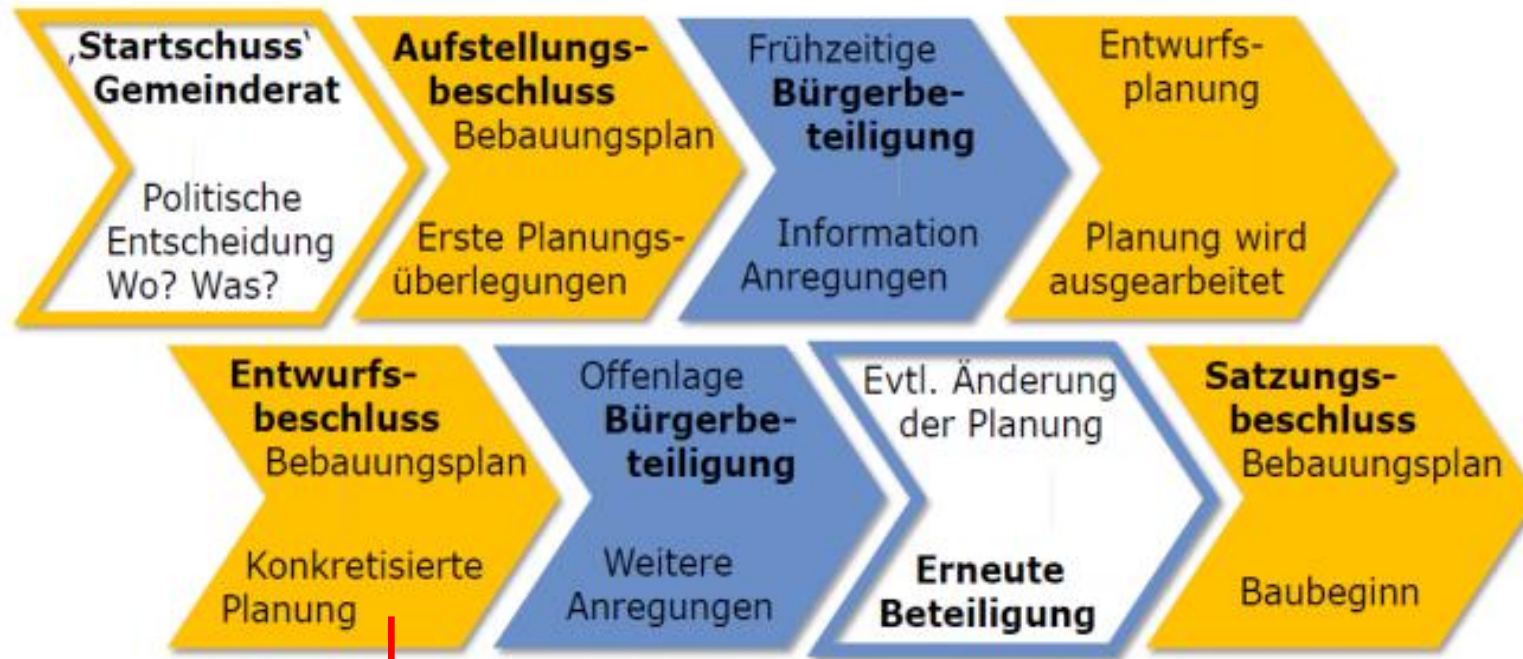 ‚Startschuss‛
Gemeinderat
Politische
Entscheidung
Wo? Was?
Aufstellungs-
beschluss
Bebauungsplan
Erste Planungs-
überlegungen
Frühzeitige
Bürgerbe-
teiligung
Information
Anregungen
Entwurfs-
planung
Planung wird
ausgearbeitet
Entwurfs-
beschluss
Bebauungsplan
Konkretisierte
Planung
Offenlage
Bürgerbe-
teiligung
Weitere
Anregungen
Evtl. Änderung
der Planung
Erneute
Beteiligung
Satzungs-
beschluss
Bebauungsplan
Baubeginn